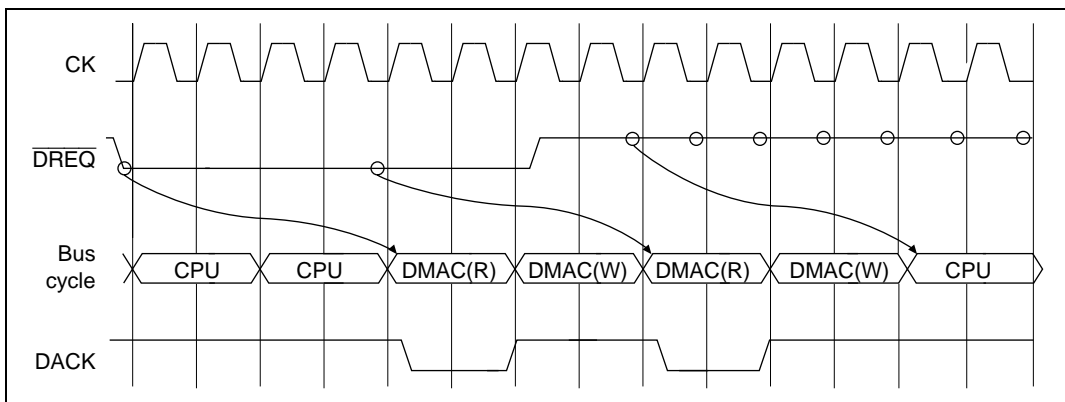 CK
DREQ
Bus cycle
CPU CPU DMAC(R) DMAC(W) DMAC(R) DMAC(W) CPU
DACK